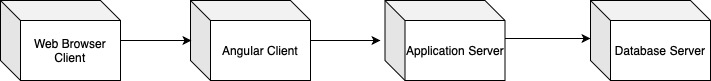 Web Browser
Client
Angular Client
Application Server
Database Server